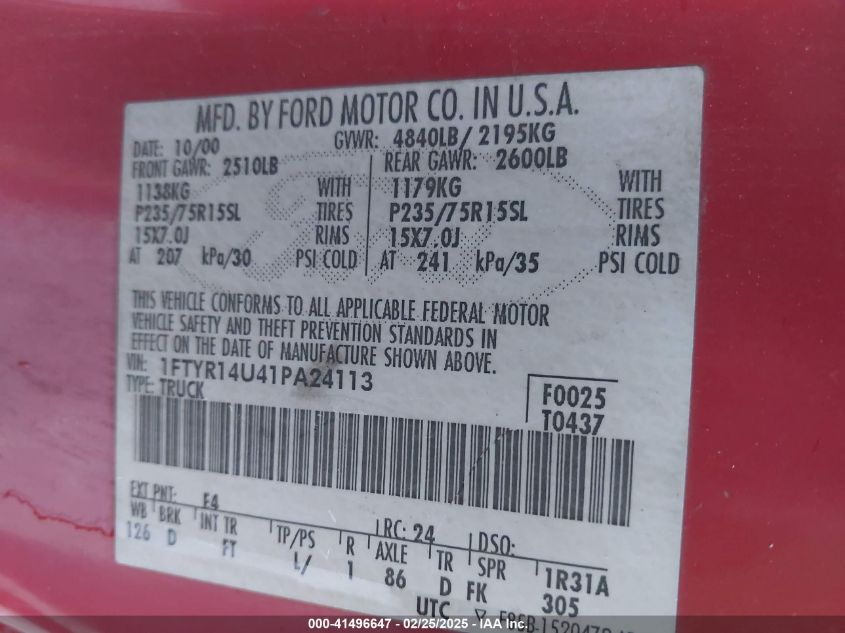 MFD. BY FORD MOTOR CO. IN U.S.A.
DATE: 10/00 GVWR: 4840LB/ 2195KG
FRONT GAWR: 2510LB REAR GAWR: 2600LB
1138KG WITH 1179KG WITH
P235/75R15SL TIRES P235/75R15SL TIRES
15X7.0J RIMS 15X7.0J RIMS
AT 207 kPa/30 PSI COLD AT 241 kPa/35 PSI COLD
THIS VEHICLE CONFORMS TO ALL APPLICABLE FEDERAL MOTOR
VEHICLE SAFETY AND THEFT PREVENTION STANDARDS IN
EFFECT ON THE DATE OF MANUFACTURE SHOWN ABOVE.
VIN: 1FTYR14U41PA24113
TYPE: TRUCK
F0025
T0437
EXT PNT: E4 RC: 24 DSO:
WB BRK INT TR TP/PS R AXLE TR SPR 1R31A
126 D FT L/ 1 86 D FK 305
UTC
000-41496647 - 02/25/2025 - IAAI.com